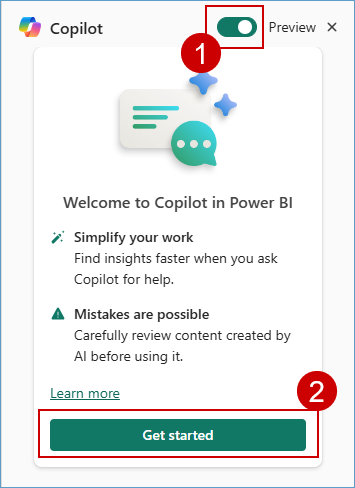 Copilot
Preview
1
Welcome to Copilot in Power BI
Simplify your work
Find insights faster when you ask
Copilot for help.
Mistakes are possible
Carefully review content created by
AI before using it.
Learn more
2
Get started